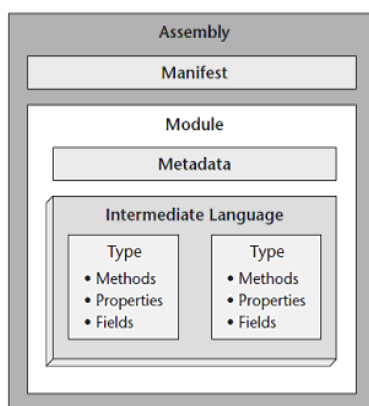 Assembly
Manifest
Module
Metadata
Intermediate Language
Type
• Methods
• Properties
• Fields
Type
• Methods
• Properties
• Fields